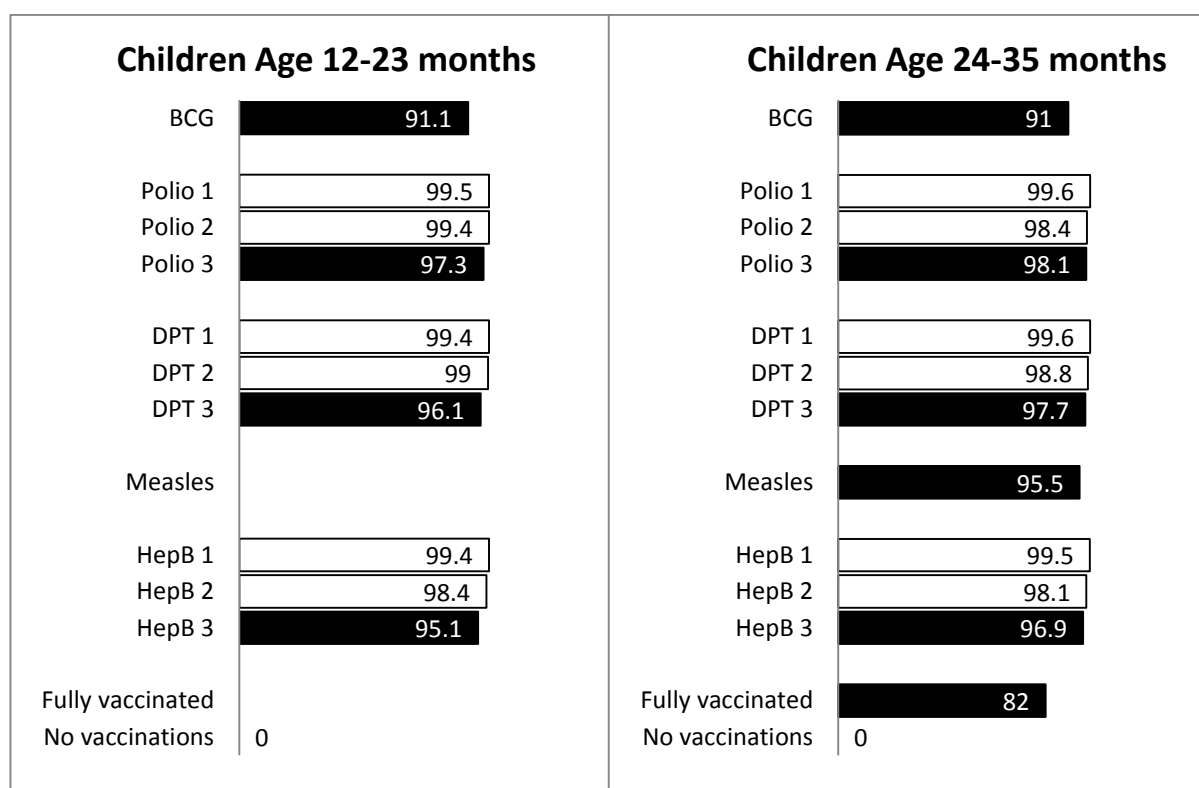 Children Age 12-23 months
BCG 91.1
Polio 1 99.5
Polio 2 99.4
Polio 3 97.3
DPT 1 99.4
DPT 2 99
DPT 3 96.1
Measles
HepB 1 99.4
HepB 2 98.4
HepB 3 95.1
Fully vaccinated
No vaccinations 0
Children Age 24-35 months
BCG 91
Polio 1 99.6
Polio 2 98.4
Polio 3 98.1
DPT 1 99.6
DPT 2 98.8
DPT 3 97.7
Measles 95.5
HepB 1 99.5
HepB 2 98.1
HepB 3 96.9
Fully vaccinated 82
No vaccinations 0